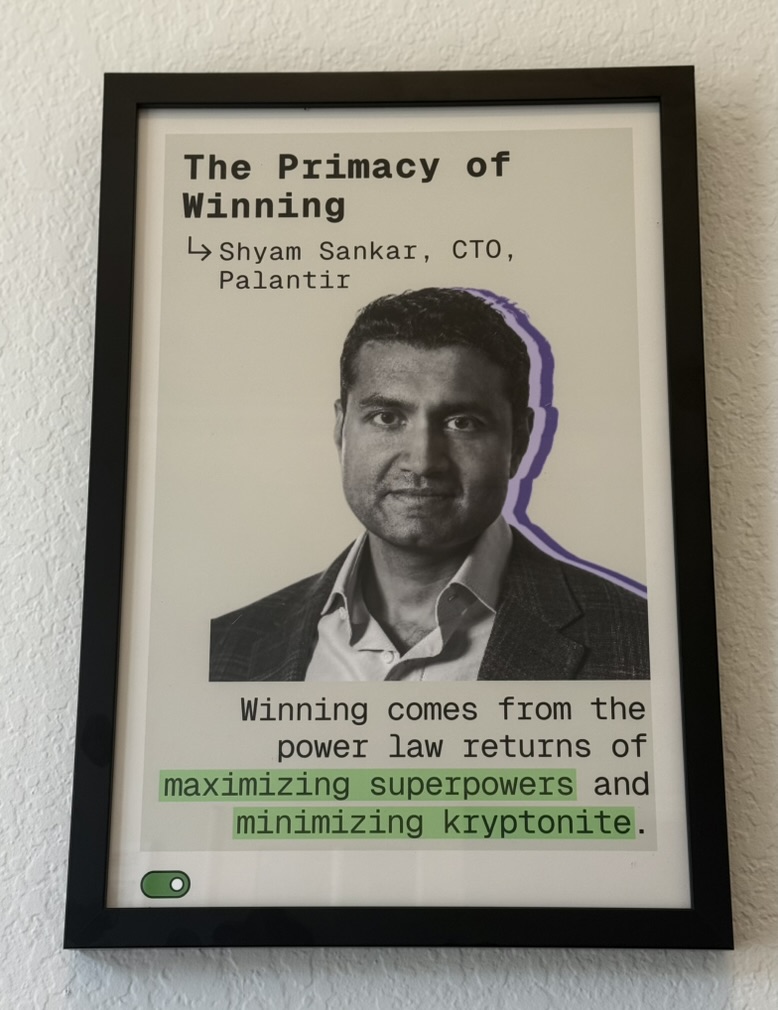 The Primacy of
Winning
↳Shyam Sankar, CTO,
Palantir
Winning comes from the
power law returns of
maximizing superpowers and
minimizing kryptonite.